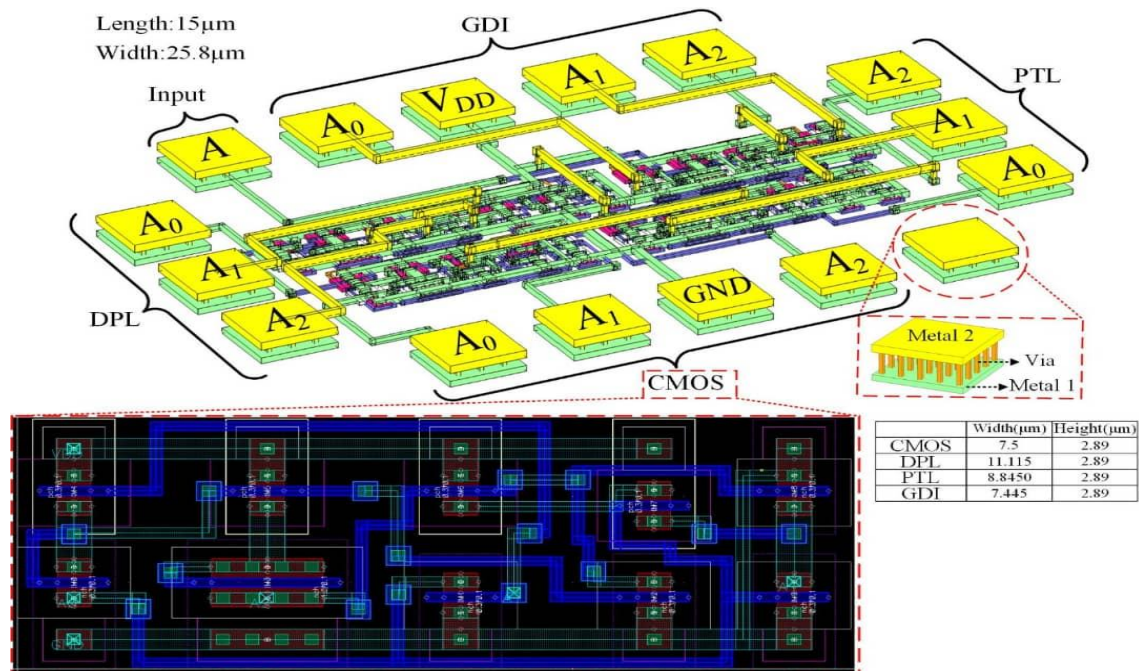 Length:15μm
Width:25.8μm
GDI
PTL
Input
A
A0
VDD
A1
A2
A2
A1
A0
A0
A1
A2
DPL
A0
A1
GND
A2
CMOS
Metal 2
Via
Metal 1
Width(μm) Height(μm)
CMOS 7.5 2.89
DPL 11.115 2.89
PTL 8.8450 2.89
GDI 7.445 2.89